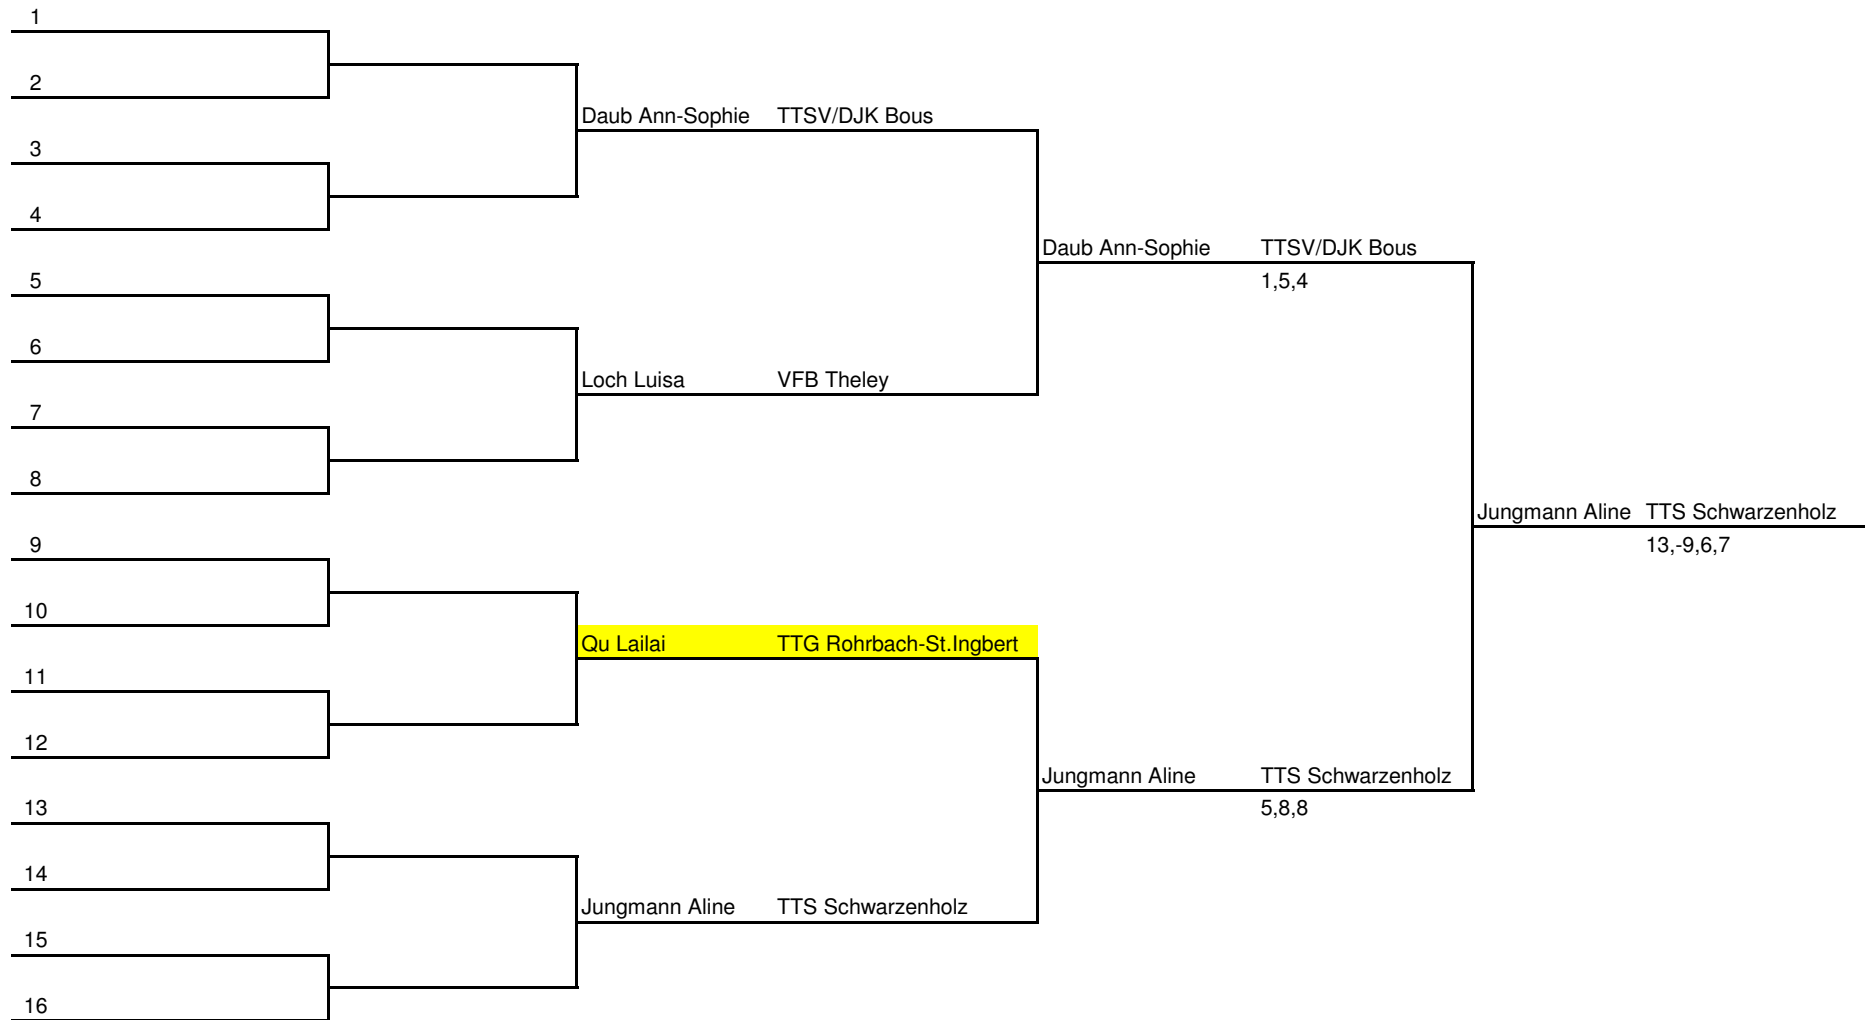 1
2
Daub Ann-Sophie TTSV/DJK Bous
3
4
Daub Ann-Sophie TTSV/DJK Bous
5
1,5,4
6
Loch Luisa VFB Theley
7
8
Jungmann Aline TTS Schwarzenholz
9
13,-9,6,7
10
Qu Lailai TTG Rohrbach-St.Ingbert
11
12
Jungmann Aline TTS Schwarzenholz
13
5,8,8
14
Jungmann Aline TTS Schwarzenholz
15
16